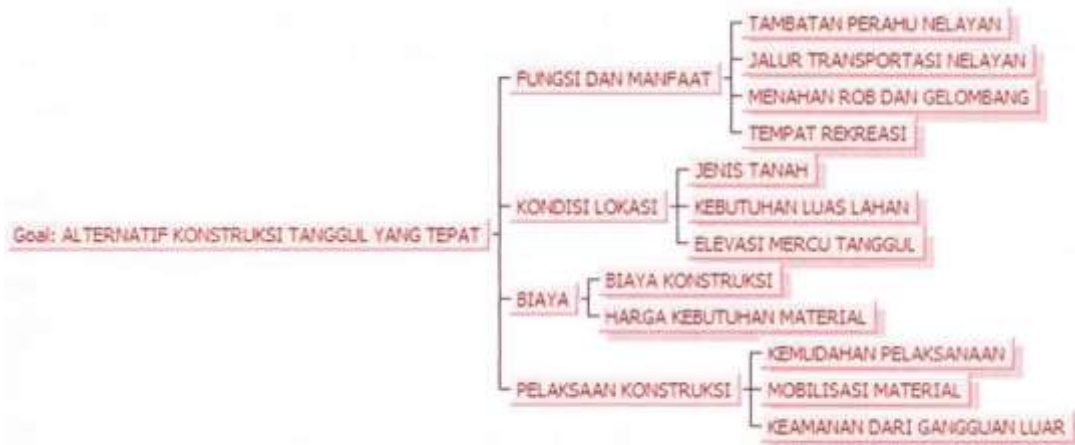 TAMBATAN PERAHU NELAYAN
JALUR TRANSPORTASI NELAYAN
FUNGSI DAN MANFAAT
MENAHAN ROB DAN GELOMBANG
TEMPAT REKREASI
JENIS TANAH
KONDISI LOKASI
KEBUTUHAN LUAS LAHAN
ELEVASI MERCU TANGGUL
Goal: ALTERNATIF KONSTRUKSI TANGGUL YANG TEPAT
BIAYA KONSTRUKSI
BIAYA
HARGA KEBUTUHAN MATERIAL
KEMUDAHAN PELAKSANAAN
PELAKSAAN KONSTRUKSI
MOBILISASI MATERIAL
KEAMANAN DARI GANGGUAN LUAR